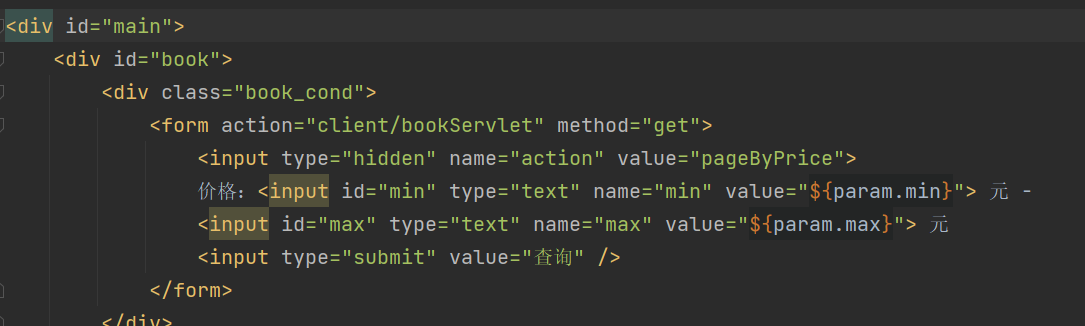 <div id="main">
<div id="book">
<div class="book_cond">
<form action="client/bookServlet" method="get">
<input type="hidden" name="action" value="pageByPrice">
价格：<input id="min" type="text" name="min" value="${param.min}"> 元 -
<input id="max" type="text" name="max" value="${param.max}"> 元
<input type="submit" value="查询" />
</form>
</div>